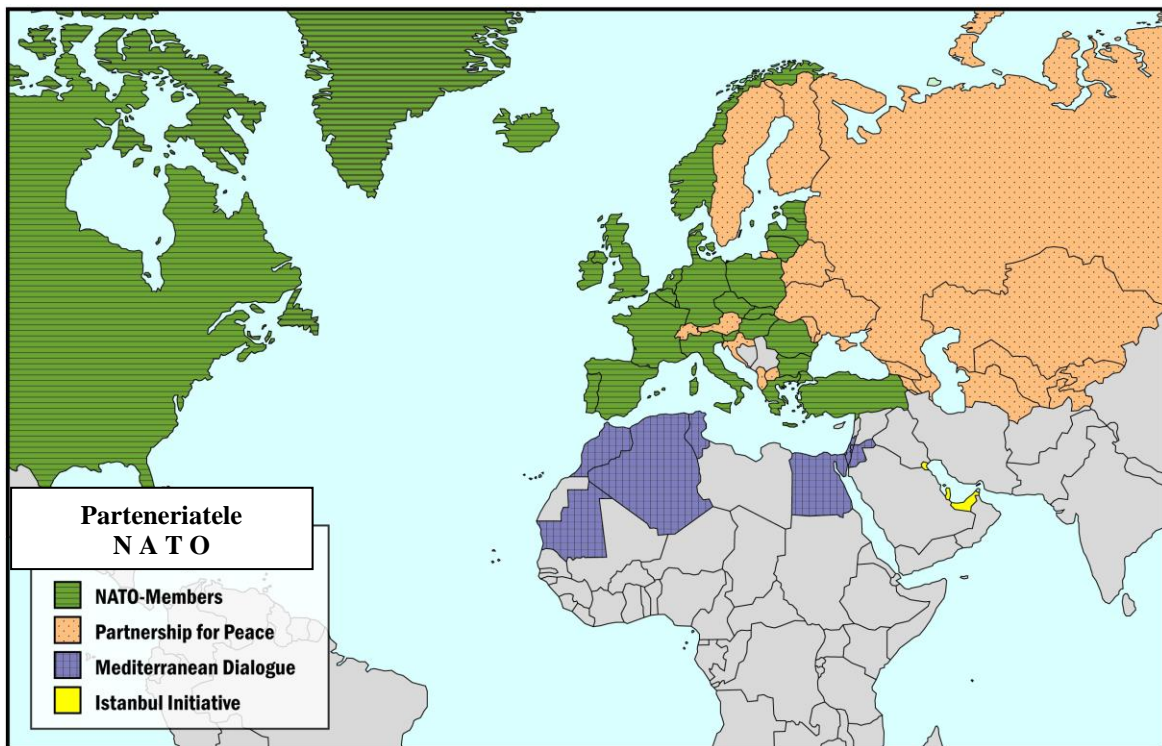 Parteneriatele
N A T O
NATO-Members
Partnership for Peace
Mediterranean Dialogue
Istanbul Initiative